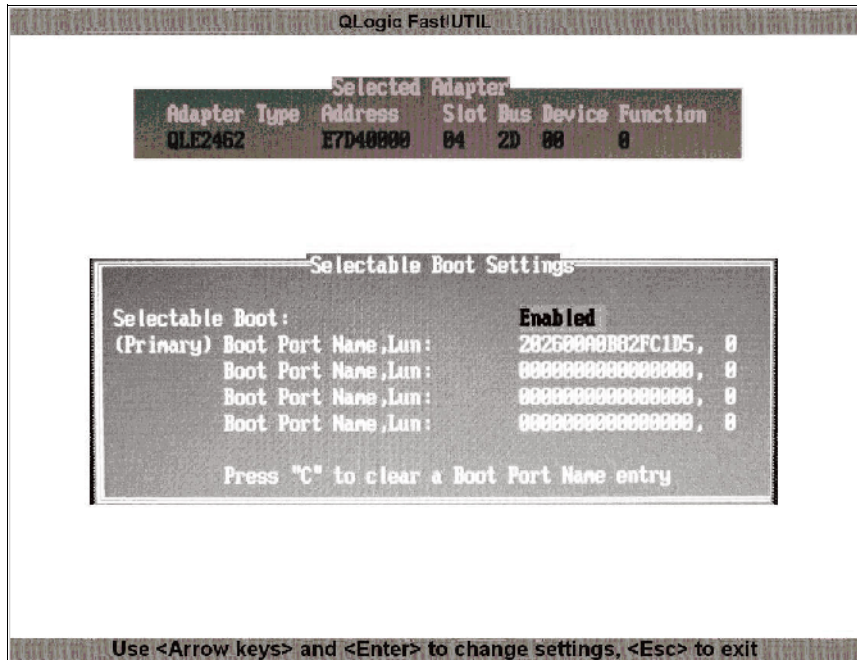 QLogic Fast!UTIL
Selected Adapter
Adapter Type Address Slot Bus Device Function
QLE2462 E7D40000 04 2D 00 0
Selectable Boot Settings
Selectable Boot: Enabled
(Primary) Boot Port Name,Lun: 202600A0B82FC1D5, 0
Boot Port Name,Lun: 0000000000000000, 0
Boot Port Name,Lun: 0000000000000000, 0
Boot Port Name,Lun: 0000000000000000, 0
Press "C" to clear a Boot Port Name entry
Use <Arrow keys> and <Enter> to change settings, <Esc> to exit